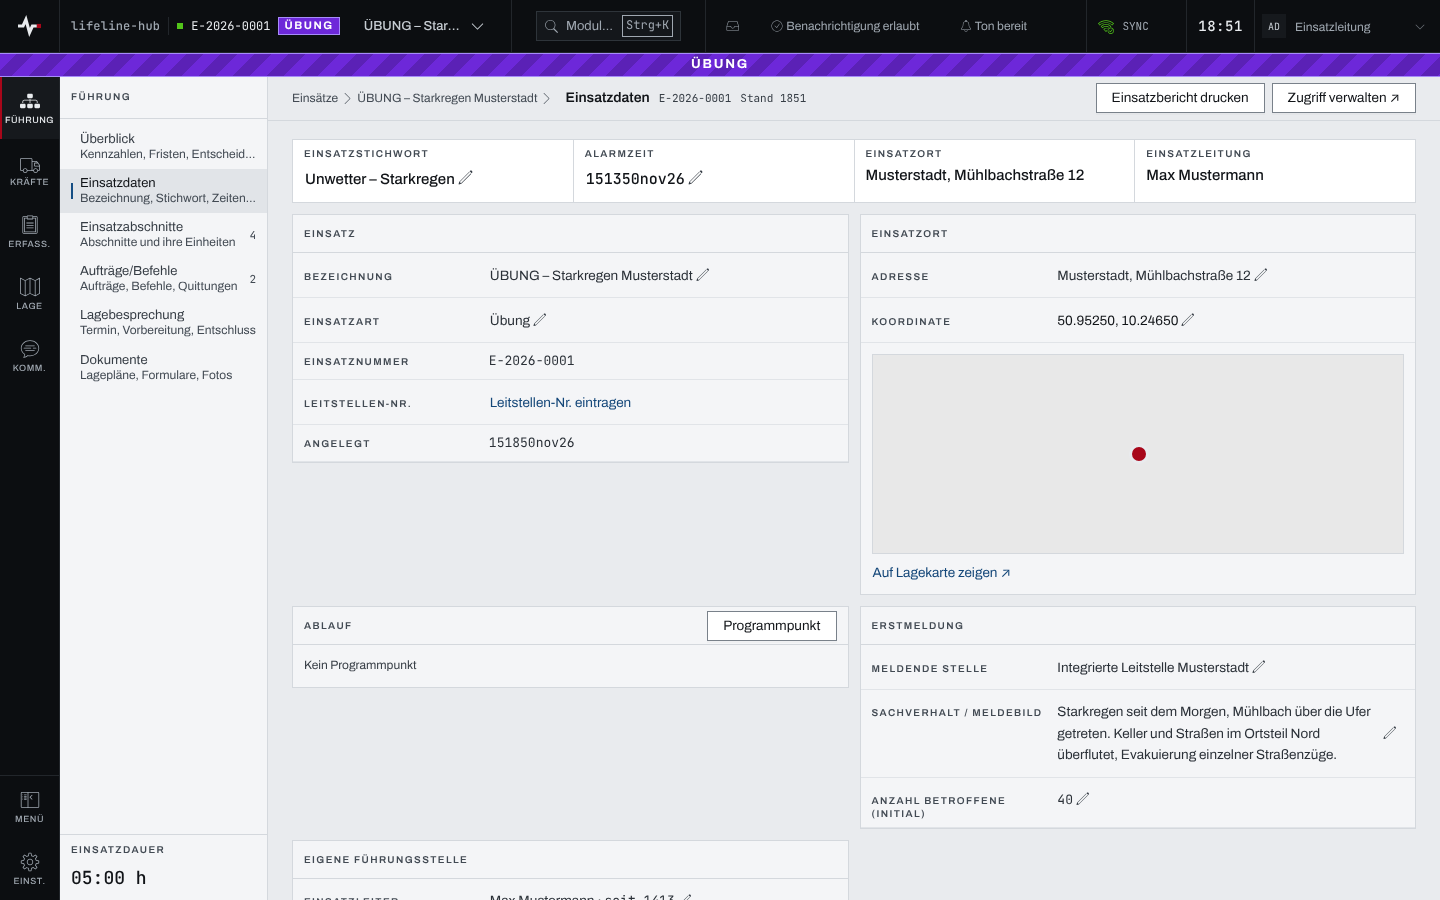 lifeline-hub E-2026-0001 ÜBUNG ÜBUNG – Star... Modul... Strg+K Benachrichtigung erlaubt Ton bereit SYNC 18:51 AD Einsatzleitung
ÜBUNG
FÜHRUNG
KRÄFTE
ERFASS.
LAGE
KOMM.
MENÜ
EINST.
FÜHRUNG
Überblick
Kennzahlen, Fristen, Entscheid...
Einsatzdaten
Bezeichnung, Stichwort, Zeiten...
Einsatzabschnitte
Abschnitte und ihre Einheiten 4
Aufträge/Befehle
Aufträge, Befehle, Quittungen 2
Lagebesprechung
Termin, Vorbereitung, Entschluss
Dokumente
Lagepläne, Formulare, Fotos
EINSATZDAUER
05:00 h
Einsätze ÜBUNG – Starkregen Musterstadt Einsatzdaten E-2026-0001 Stand 1851 Einsatzbericht drucken Zugriff verwalten ↗
EINSATZSTICHWORT
Unwetter – Starkregen
ALARMZEIT
151350nov26
EINSATZORT
Musterstadt, Mühlbachstraße 12
EINSATZLEITUNG
Max Mustermann
EINSATZ
BEZEICHNUNG ÜBUNG – Starkregen Musterstadt
EINSATZART Übung
EINSATZNUMMER E-2026-0001
LEITSTELLEN-NR. Leitstellen-Nr. eintragen
ANGELEGT 151850nov26
EINSATZORT
ADRESSE Musterstadt, Mühlbachstraße 12
KOORDINATE 50.95250, 10.24650
Auf Lagekarte zeigen ↗
ABLAUF Programmpunkt
Kein Programmpunkt
ERSTMELDUNG
MELDENDE STELLE Integrierte Leitstelle Musterstadt
SACHVERHALT / MELDEBILD Starkregen seit dem Morgen, Mühlbach über die Ufer
getreten. Keller und Straßen im Ortsteil Nord
überflutet, Evakuierung einzelner Straßenzüge.
ANZAHL BETROFFENE 40
(INITIAL)
EIGENE FÜHRUNGSSTELLE
EINSATZLEITER Max Mustermann · seit 1413